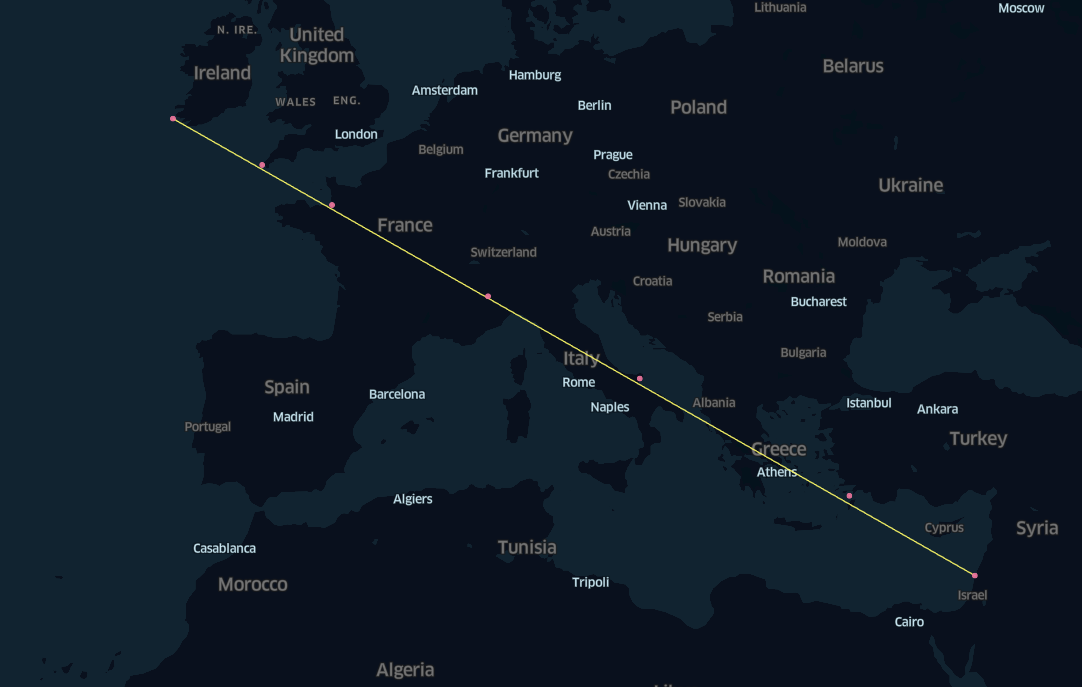 Lithuania
Moscow
N. IRE.
United
Kingdom
Ireland
Belarus
Hamburg
Amsterdam
Berlin
Poland
WALES
ENG.
London
Germany
Belgium
Prague
Frankfurt
Czechia
Ukraine
Vienna
Slovakia
France
Austria
Switzerland
Hungary
Moldova
Croatia
Romania
Bucharest
Serbia
Italy
Bulgaria
Rome
Spain
Barcelona
Albania
Istanbul
Ankara
Naples
Madrid
Portugal
Turkey
Greece
Athens
Algiers
Cyprus
Syria
Casablanca
Tunisia
Morocco
Tripoli
Israel
Cairo
Algeria